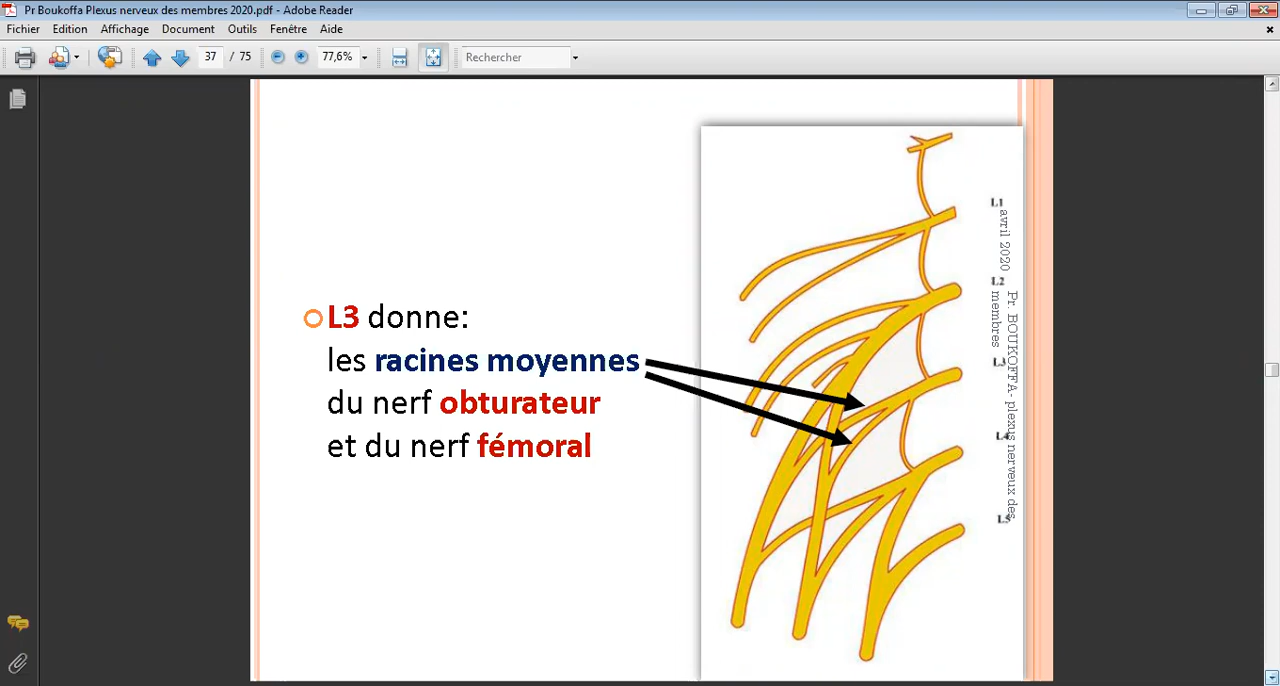 Pr Boukoffa Plexus nerveux des membres 2020.pdf - Adobe Reader
Fichier Edition Affichage Document Outils Fenêtre Aide
37 / 75 77,6% Rechercher
L1
L2
L3
L4
L5
avril 2020
Pr. BOUKOFFA- plexus nerveux des
membres
L3 donne:
les racines moyennes
du nerf obturateur
et du nerf fémoral